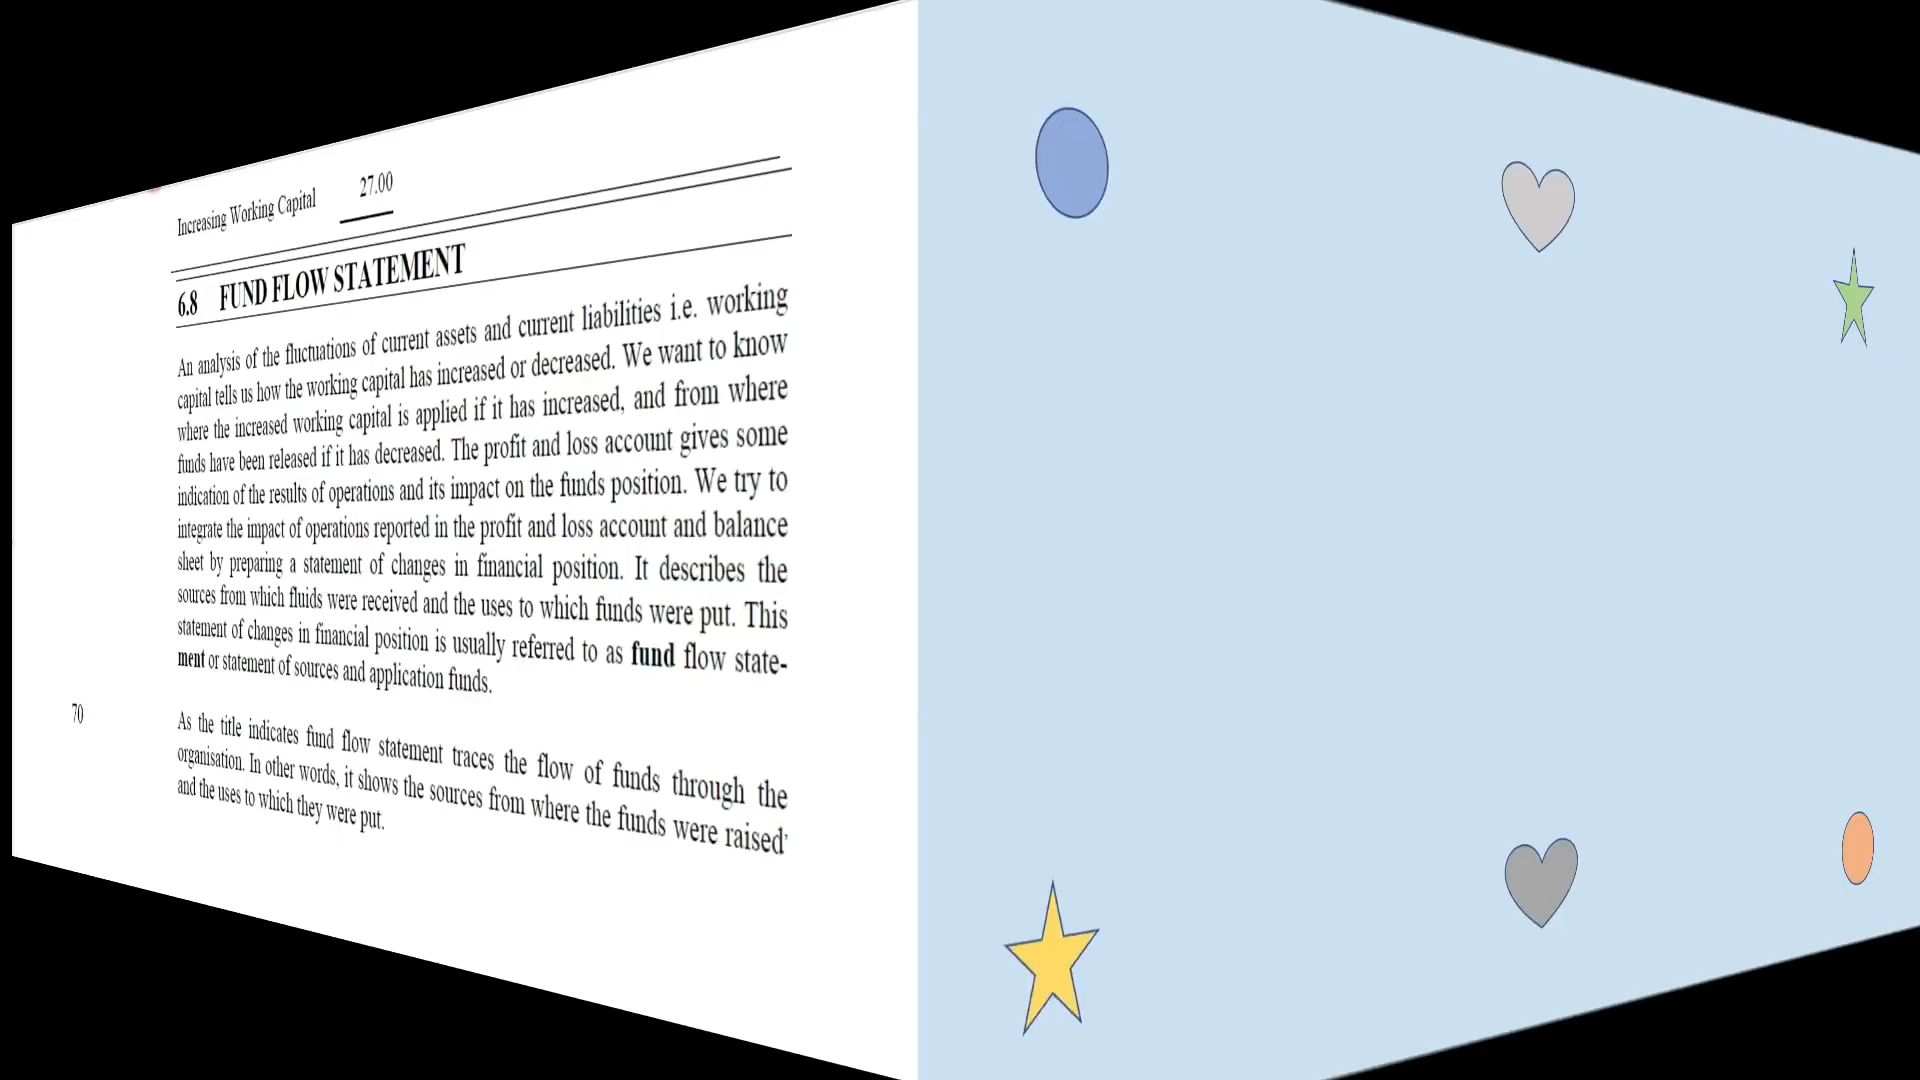 Increasing Working Capital 27.00
6.8 FUND FLOW STATEMENT
An analysis of the fluctuations of current assets and current liabilities i.e. working
capital tells us how the working capital has increased or decreased. We want to know
where the increased working capital is applied if it has increased, and from where
funds have been released if it has decreased. The profit and loss account gives some
indication of the results of operations and its impact on the funds position. We try to
integrate the impact of operations reported in the profit and loss account and balance
sheet by preparing a statement of changes in financial position. It describes the
sources from which fluids were received and the uses to which funds were put. This
statement of changes in financial position is usually referred to as fund flow state-
ment or statement of sources and application funds.
70
As the title indicates fund flow statement traces the flow of funds through the
organisation. In other words, it shows the sources from where the funds were raised'
and the uses to which they were put.